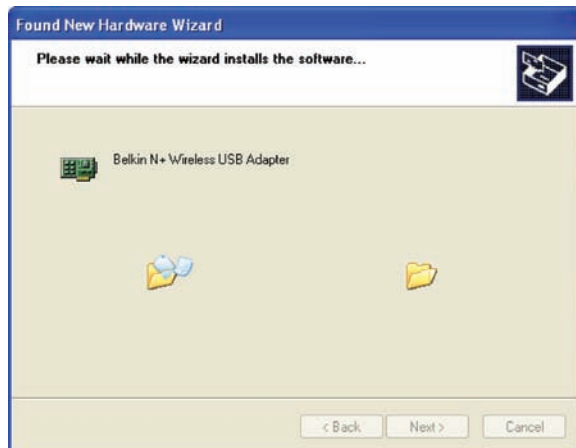 Found New Hardware Wizard
Please wait while the wizard installs the software...
Belkin N+ Wireless USB Adapter
< Back
Next >
Cancel